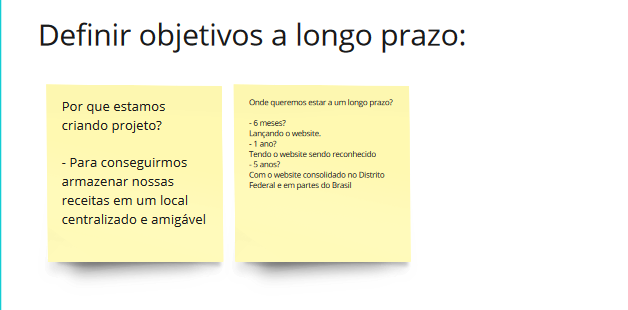 Definir objetivos a longo prazo:
Por que estamos
criando projeto?
- Para conseguirmos
armazenar nossas
receitas em um local
centralizado e amigável
Onde queremos estar a um longo prazo?
- 6 meses?
Lançando o website.
- 1 ano?
Tendo o website sendo reconhecido
- 5 anos?
Com o website consolidado no Distrito
Federal e em partes do Brasil